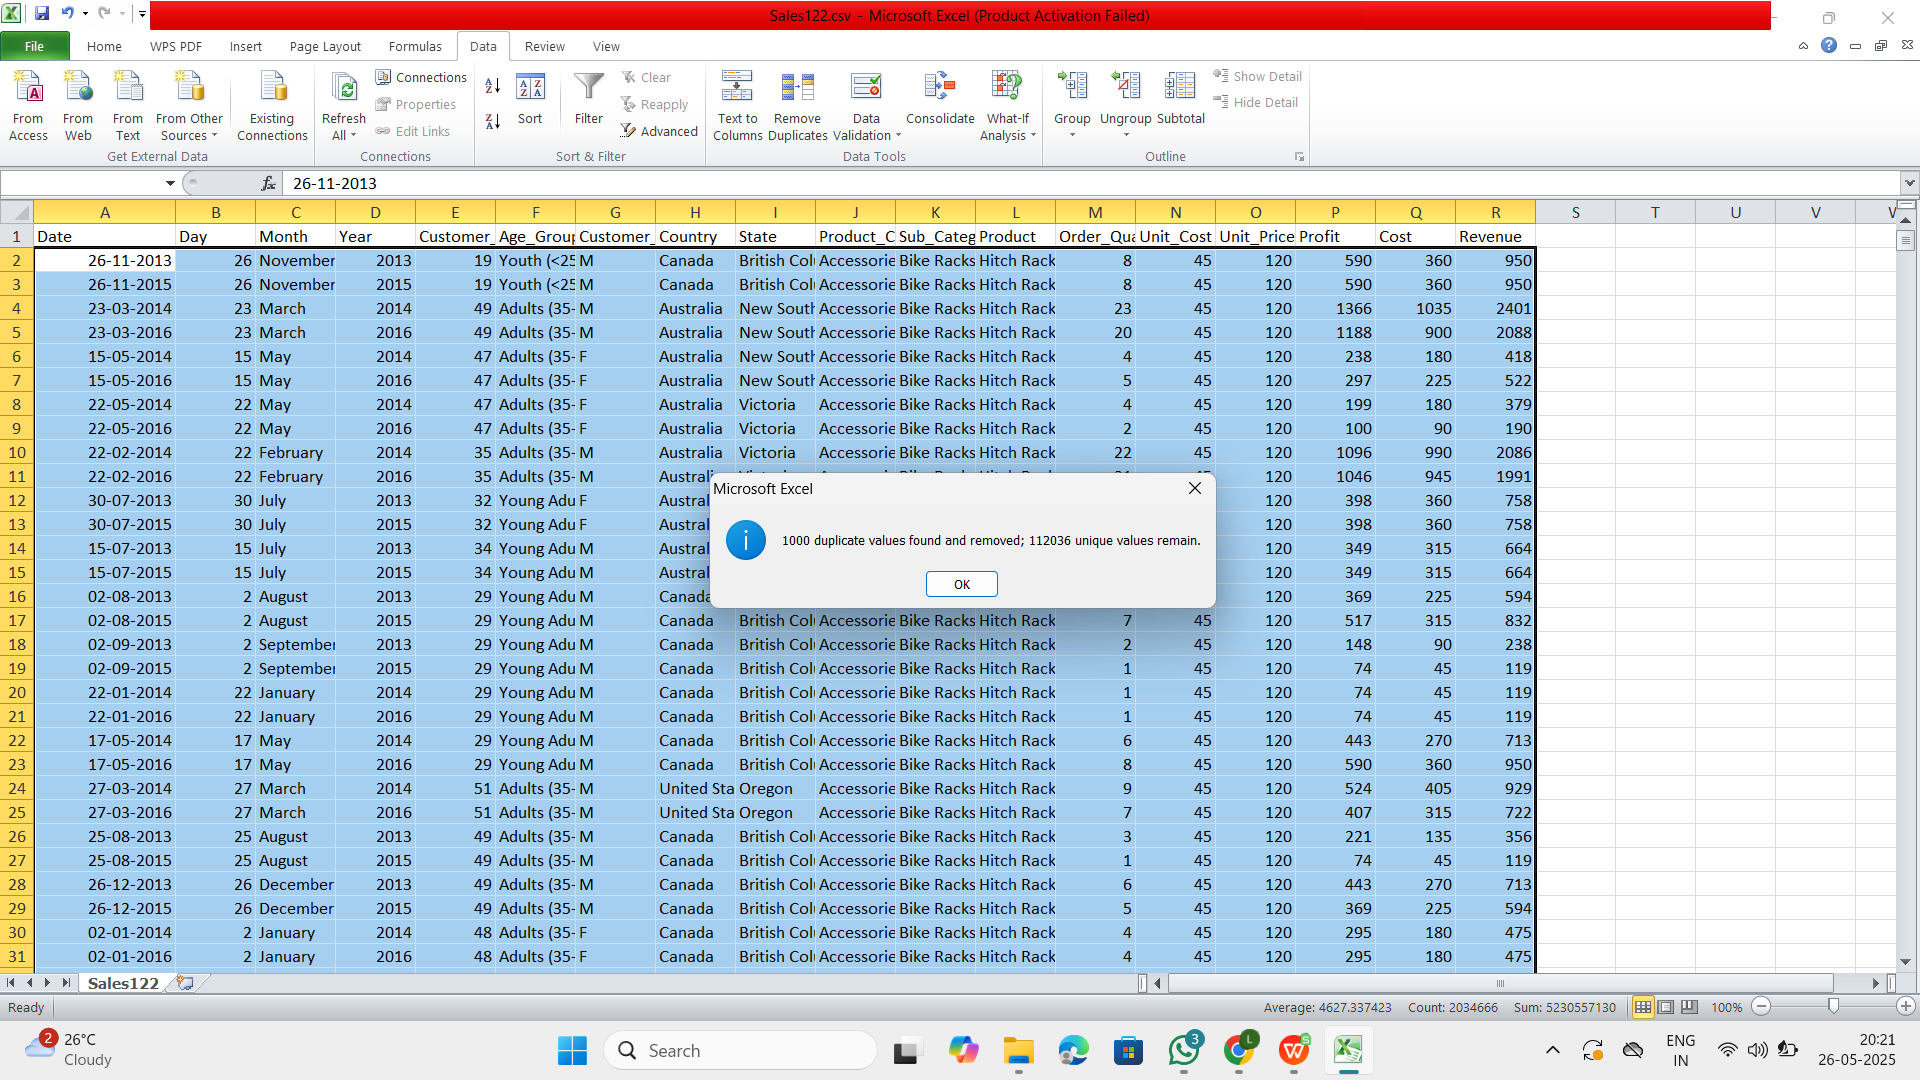 Sales122.csv - Microsoft Excel (Product Activation Failed)
File Home WPS PDF Insert Page Layout Formulas Data Review View
From Access
From Web
From Text
From Other Sources
Existing Connections
Get External Data
Refresh All
Connections
Properties
Edit Links
Connections
Sort
Filter
Clear
Reapply
Advanced
Sort & Filter
Text to Columns
Remove Duplicates
Data Validation
Consolidate
What-If Analysis
Data Tools
Group
Ungroup
Subtotal
Show Detail
Hide Detail
Outline
fx 26-11-2013
A B C D E F G H I J K L M N O P Q R S T U V W
1 Date Day Month Year Customer_ Age_Group Customer_ Country State Product_C Sub_Categ Product Order_Qua Unit_Cost Unit_Price Profit Cost Revenue
2 26-11-2013 26 November 2013 19 Youth (<25 M Canada British Colu Accessorie Bike Racks Hitch Rack 8 45 120 590 360 950
3 26-11-2015 26 November 2015 19 Youth (<25 M Canada British Colu Accessorie Bike Racks Hitch Rack 8 45 120 590 360 950
4 23-03-2014 23 March 2014 49 Adults (35- M Australia New South Accessorie Bike Racks Hitch Rack 23 45 120 1366 1035 2401
5 23-03-2016 23 March 2016 49 Adults (35- M Australia New South Accessorie Bike Racks Hitch Rack 20 45 120 1188 900 2088
6 15-05-2014 15 May 2014 47 Adults (35- F Australia New South Accessorie Bike Racks Hitch Rack 4 45 120 238 180 418
7 15-05-2016 15 May 2016 47 Adults (35- F Australia New South Accessorie Bike Racks Hitch Rack 5 45 120 297 225 522
8 22-05-2014 22 May 2014 47 Adults (35- F Australia Victoria Accessorie Bike Racks Hitch Rack 4 45 120 199 180 379
9 22-05-2016 22 May 2016 47 Adults (35- F Australia Victoria Accessorie Bike Racks Hitch Rack 2 45 120 100 90 190
10 22-02-2014 22 February 2014 35 Adults (35- M Australia Victoria Accessorie Bike Racks Hitch Rack 22 45 120 1096 990 2086
11 22-02-2016 22 February 2016 35 Adults (35- M Australia 120 1046 945 1991
12 30-07-2013 30 July 2013 32 Young Adu F Austral 120 398 360 758
13 30-07-2015 30 July 2015 32 Young Adu F Austral 120 398 360 758
14 15-07-2013 15 July 2013 34 Young Adu M Austral 120 349 315 664
15 15-07-2015 15 July 2015 34 Young Adu M Austral 120 349 315 664
16 02-08-2013 2 August 2013 29 Young Adu M Canada 120 369 225 594
Microsoft Excel
1000 duplicate values found and removed; 112036 unique values remain.
OK
17 02-08-2015 2 August 2015 29 Young Adu M Canada British Colu Accessorie Bike Racks Hitch Rack 7 45 120 517 315 832
18 02-09-2013 2 September 2013 29 Young Adu M Canada British Colu Accessorie Bike Racks Hitch Rack 2 45 120 148 90 238
19 02-09-2015 2 September 2015 29 Young Adu M Canada British Colu Accessorie Bike Racks Hitch Rack 1 45 120 74 45 119
20 22-01-2014 22 January 2014 29 Young Adu M Canada British Colu Accessorie Bike Racks Hitch Rack 1 45 120 74 45 119
21 22-01-2016 22 January 2016 29 Young Adu M Canada British Colu Accessorie Bike Racks Hitch Rack 1 45 120 74 45 119
22 17-05-2014 17 May 2014 29 Young Adu M Canada British Colu Accessorie Bike Racks Hitch Rack 6 45 120 443 270 713
23 17-05-2016 17 May 2016 29 Young Adu M Canada British Colu Accessorie Bike Racks Hitch Rack 8 45 120 590 360 950
24 27-03-2014 27 March 2014 51 Adults (35- M United Sta Oregon Accessorie Bike Racks Hitch Rack 9 45 120 524 405 929
25 27-03-2016 27 March 2016 51 Adults (35- M United Sta Oregon Accessorie Bike Racks Hitch Rack 7 45 120 407 315 722
26 25-08-2013 25 August 2013 49 Adults (35- M Canada British Colu Accessorie Bike Racks Hitch Rack 3 45 120 221 135 356
27 25-08-2015 25 August 2015 49 Adults (35- M Canada British Colu Accessorie Bike Racks Hitch Rack 1 45 120 74 45 119
28 26-12-2013 26 December 2013 49 Adults (35- M Canada British Colu Accessorie Bike Racks Hitch Rack 6 45 120 443 270 713
29 26-12-2015 26 December 2015 49 Adults (35- M Canada British Colu Accessorie Bike Racks Hitch Rack 5 45 120 369 225 594
30 02-01-2014 2 January 2014 48 Adults (35- F Canada British Colu Accessorie Bike Racks Hitch Rack 4 45 120 295 180 475
31 02-01-2016 2 January 2016 48 Adults (35- F Canada British Colu Accessorie Bike Racks Hitch Rack 4 45 120 295 180 475
Sales122
Ready Average: 4627.337423 Count: 2034666 Sum: 5230557130 100%
2 26°C
Cloudy
Search
3
L
ENG
IN
20:21
26-05-2025